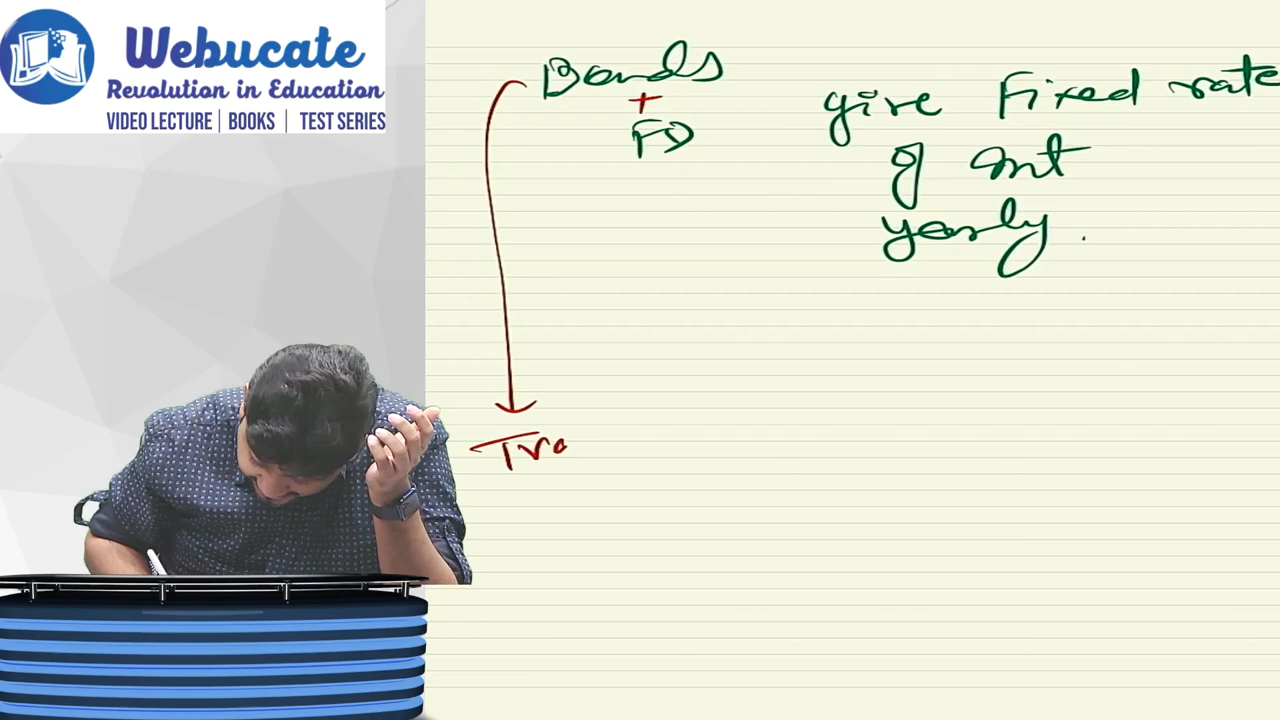 Webucate
Revolution in Education
VIDEO LECTURE | BOOKS | TEST SERIES
Bonds
+
FD
give Fixed rate
of Int
yearly.
Tra